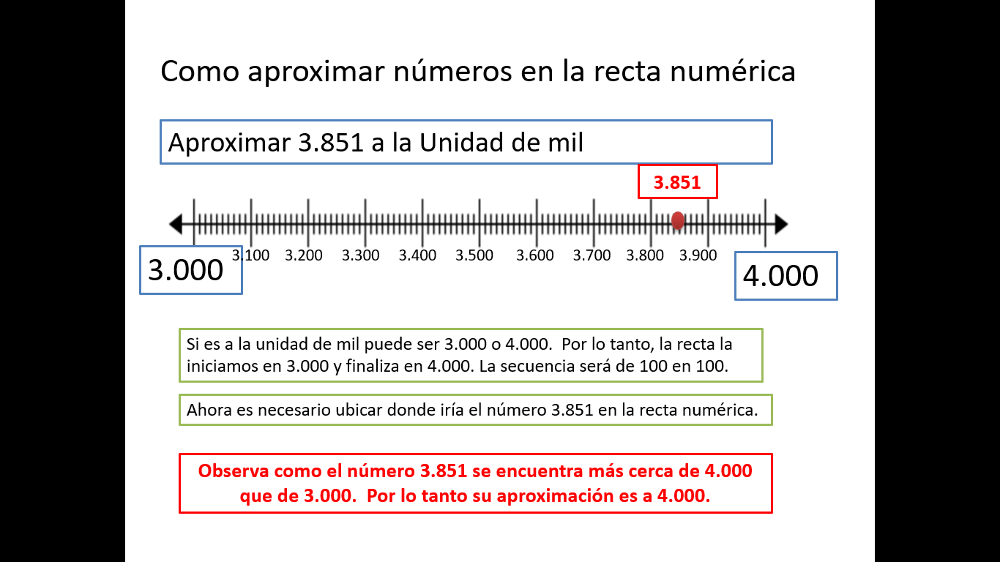 Como aproximar números en la recta numérica
Aproximar 3.851 a la Unidad de mil
3.851
3.000
3.100 3.200 3.300 3.400 3.500 3.600 3.700 3.800 3.900
4.000
Si es a la unidad de mil puede ser 3.000 o 4.000.  Por lo tanto, la recta la
iniciamos en 3.000 y finaliza en 4.000. La secuencia será de 100 en 100.
Ahora es necesario ubicar donde iría el número 3.851 en la recta numérica.
Observa como el número 3.851 se encuentra más cerca de 4.000
que de 3.000.  Por lo tanto su aproximación es a 4.000.